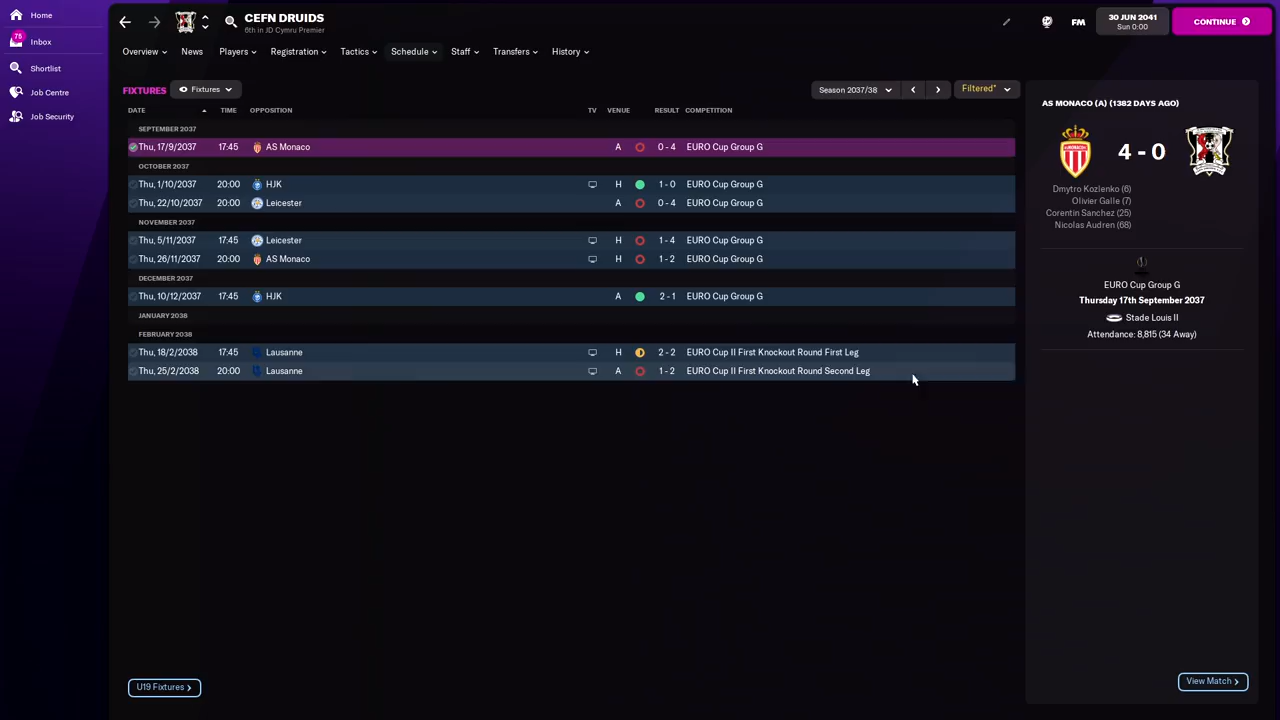 Home
75
Inbox
Shortlist
Job Centre
Job Security
CEFN DRUIDS
6th in JD Cymru Premier
FM
30 JUN 2041
Sun 0:00
CONTINUE
Overview
News
Players
Registration
Tactics
Schedule
Staff
Transfers
History
FIXTURES
Fixtures
Season 2037/38
Filtered*
DATE TIME OPPOSITION TV VENUE RESULT COMPETITION
SEPTEMBER 2037
Thu, 17/9/2037 17:45 AS Monaco A 0 - 4 EURO Cup Group G
OCTOBER 2037
Thu, 1/10/2037 20:00 HJK H 1 - 0 EURO Cup Group G
Thu, 22/10/2037 20:00 Leicester A 0 - 4 EURO Cup Group G
NOVEMBER 2037
Thu, 5/11/2037 17:45 Leicester H 1 - 4 EURO Cup Group G
Thu, 26/11/2037 20:00 AS Monaco H 1 - 2 EURO Cup Group G
DECEMBER 2037
Thu, 10/12/2037 17:45 HJK A 2 - 1 EURO Cup Group G
JANUARY 2038
FEBRUARY 2038
Thu, 18/2/2038 17:45 Lausanne H 2 - 2 EURO Cup II First Knockout Round First Leg
Thu, 25/2/2038 20:00 Lausanne A 1 - 2 EURO Cup II First Knockout Round Second Leg
U19 Fixtures
AS MONACO (A) (1382 DAYS AGO)
4 - 0
Dmytro Kozlenko (6)
Olivier Galle (7)
Corentin Sanchez (25)
Nicolas Audren (68)
EURO Cup Group G
Thursday 17th September 2037
Stade Louis II
Attendance: 8,815 (34 Away)
View Match